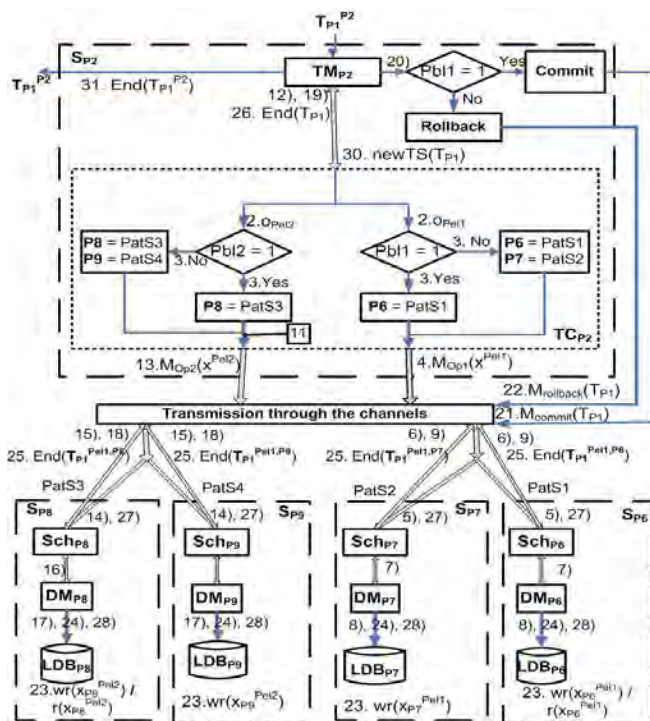 T_P1^P2
S_P2
T_P1^P2
31. End(T_P1^P2)
TM_P2
20)
Pbl1 = 1
Yes
Commit
12), 19)
No
26. End(T_P1)
Rollback
30. newTS(T_P1)
2.o_Pel2
2.o_Pel1
P8 = PatS3
P9 = PatS4
3.No
Pbl2 = 1
Pbl1 = 1
3. No
P6 = PatS1
P7 = PatS2
3.Yes
3.Yes
P8 = PatS3
P6 = PatS1
11
TC_P2
13.M_Op2(x^Pel2)
4.M_Op1(x^Pel1)
22.M_rollback(T_P1)
Transmission through the channels
21.M_commit(T_P1)
15), 18)
15), 18)
6), 9)
6), 9)
25. End(T_P1^Pel1,P8)
25. End(T_P1^Pel1,P9)
25. End(T_P1^Pel1,P7)
25. End(T_P1^Pel1,P6)
PatS3
PatS4
PatS2
PatS1
S_P8
S_P9
S_P7
S_P6
14), 27)
14), 27)
5), 27)
5), 27)
Sch_P8
Sch_P9
Sch_P7
Sch_P6
16)
7)
7)
DM_P8
DM_P9
DM_P7
DM_P6
17), 24), 28)
17), 24), 28)
8), 24), 28)
8), 24), 28)
LDB_P8
LDB_P9
LDB_P7
LDB_P6
23.wr(x_P8^Pel2) /
r(x_P8^Pel2)
23.wr(x_P9^Pel2)
23.wr(x_P7^Pel1)
23. wr(x_P6^Pel1) /
r(x_P6^Pel1)